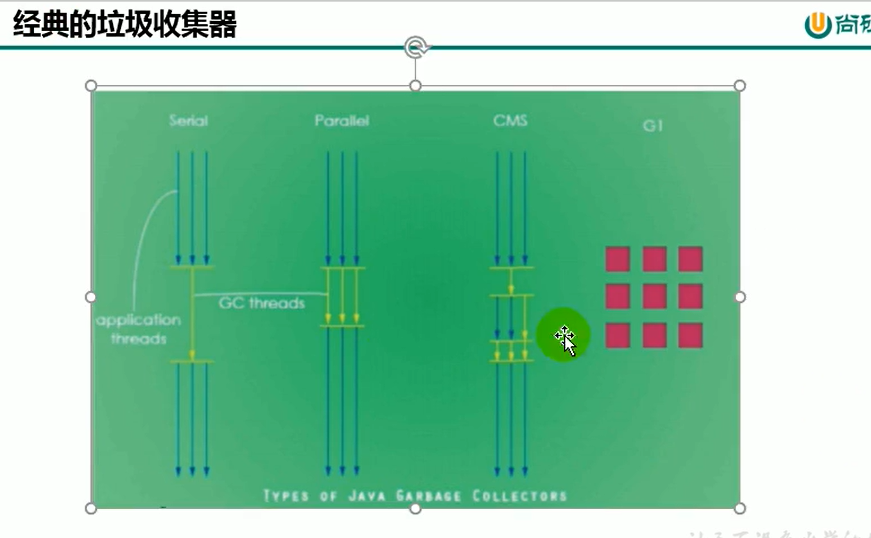 经典的垃圾收集器
尚硅
Serial
Parallel
CMS
G1
GC threads
application
threads
TYPES OF JAVA GARBAGE COLLECTORS